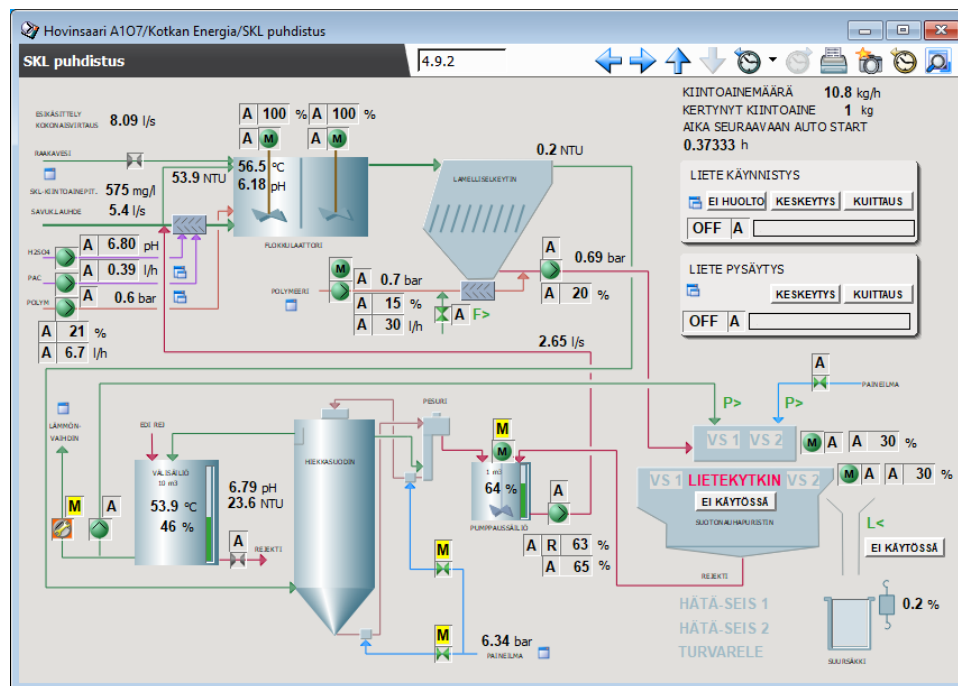 Hovinsaari A1O7/Kotkan Energia/SKL puhdistus
SKL puhdistus
4.9.2
KIINTOAINEMÄÄRÄ 10.8 kg/h
KERTYNYT KIINTOAINE 1 kg
AIKA SEURAAVAAN AUTO START
0.37333 h
ESIKÄSITTELY
KOKONAISVIRTAUS 8.09 l/s
A 100 % A 100 %
A M A M
RAAKAVESI
53.9 NTU
56.5 °C
6.18 pH
0.2 NTU
LAMELLISELKEYTIN
LIETE KÄYNNISTYS
EI HUOLTO KESKEYTYS KUITTAUS
OFF A
SKL-KIINTOAINEPIT.. 575 mg/l
SAVUKLAUHDE 5.4 l/s
FLOKKULAATTORI
H2SO4 A 6.80 pH
PAC A 0.39 l/h
POLYM A 0.6 bar
A 21 %
A 6.7 l/h
M
POLYMEERI
A 0.7 bar
A 15 %
A 30 l/h
A F>
A
0.69 bar
A 20 %
LIETE PYSÄYTYS
KESKEYTYS KUITTAUS
OFF A
2.65 l/s
A
PAINEILMA
P> P>
VS 1 VS 2
M A A 30 %
LÄMMÖN-
VAIHDIN
EDI REJ
M A
VÄLISÄILIÖ
10 m3
53.9 °C
46 %
6.79 pH
23.6 NTU
A
REJEKTI
HIEKKASUODIN
PESURI
M
M
1 m3
64 %
PUMPPAUSSÄILIÖ
A
A R 63 %
A 65 %
M
M
6.34 bar
PAINEILMA
VS 1 LIETEKYTKIN VS 2
EI KÄYTÖSSÄ
SUOTONAUHAPURISTIN
M A A 30 %
L<
EI KÄYTÖSSÄ
REJEKTI
HÄTÄ-SEIS 1
HÄTÄ-SEIS 2
TURVARELE
0.2 %
SUURSÄKKI